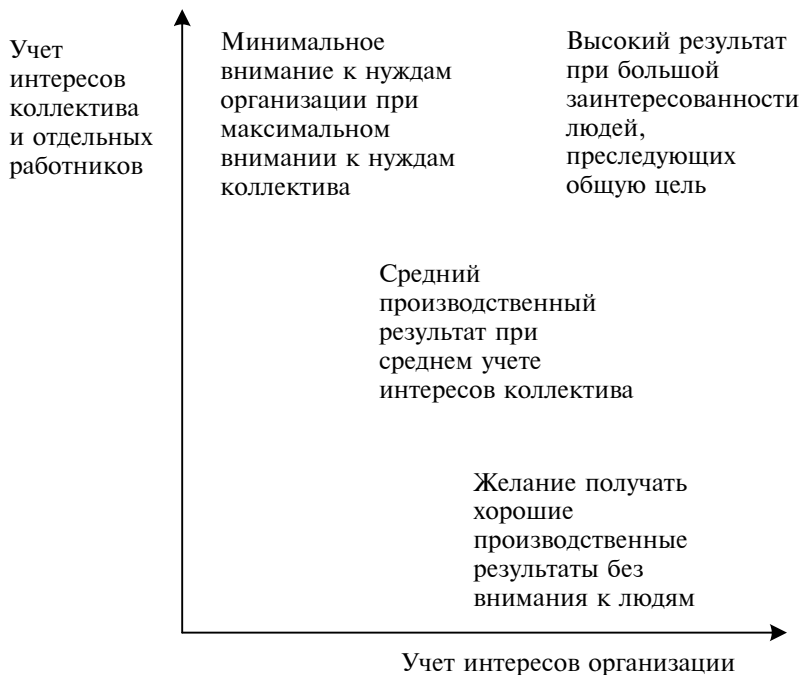 Учет
интересов
коллектива
и отдельных
работников
Минимальное
внимание к нуждам
организации при
максимальном
внимании к нуждам
коллектива
Высокий результат
при большой
заинтересованности
людей,
преследующих
общую цель
Средний
производственный
результат при
среднем учете
интересов коллектива
Желание получать
хорошие
производственные
результаты без
внимания к людям
Учет интересов организации